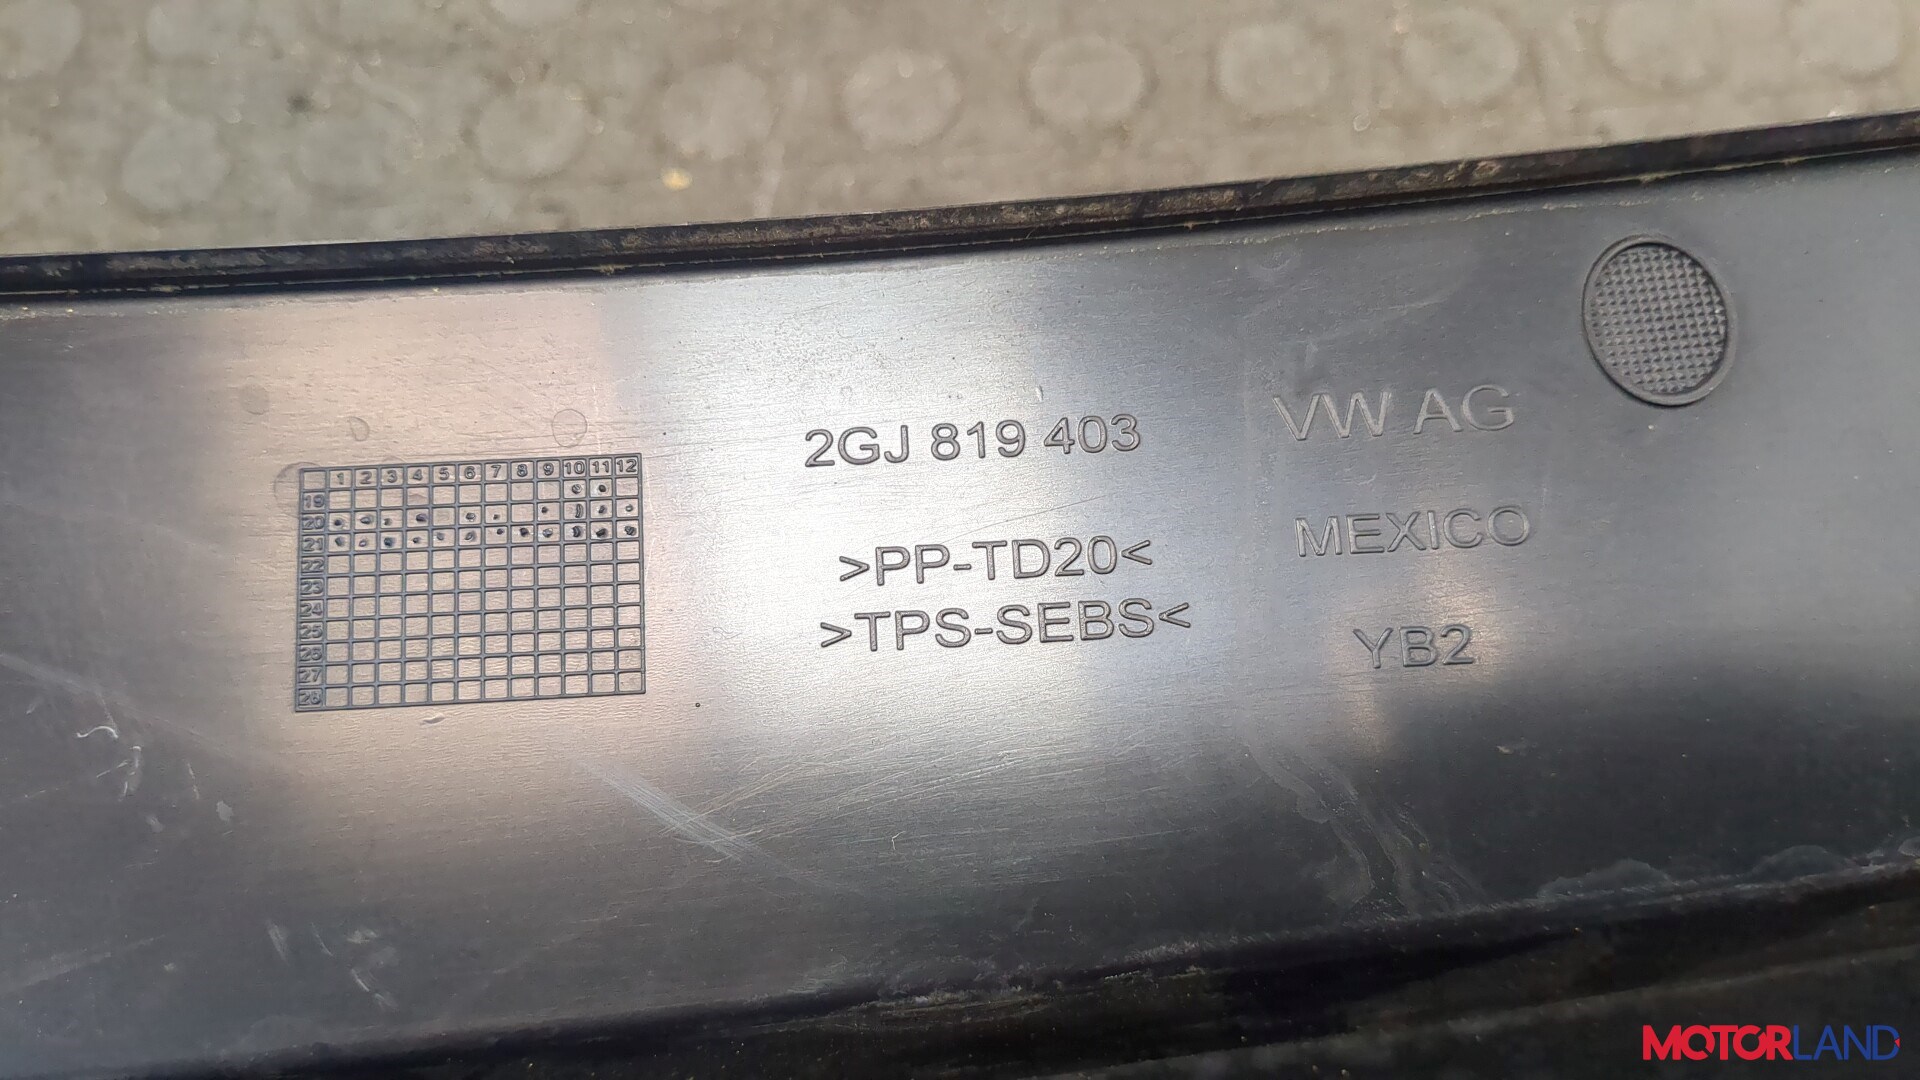 2GJ 819 403
>PP-TD20<
>TPS-SEBS<
VW AG
MEXICO
YB2
1 2 3 4 5 6 7 8 9 10 11 12
19
20
21
22
23
24
25
26
27
28
MOTORLAND